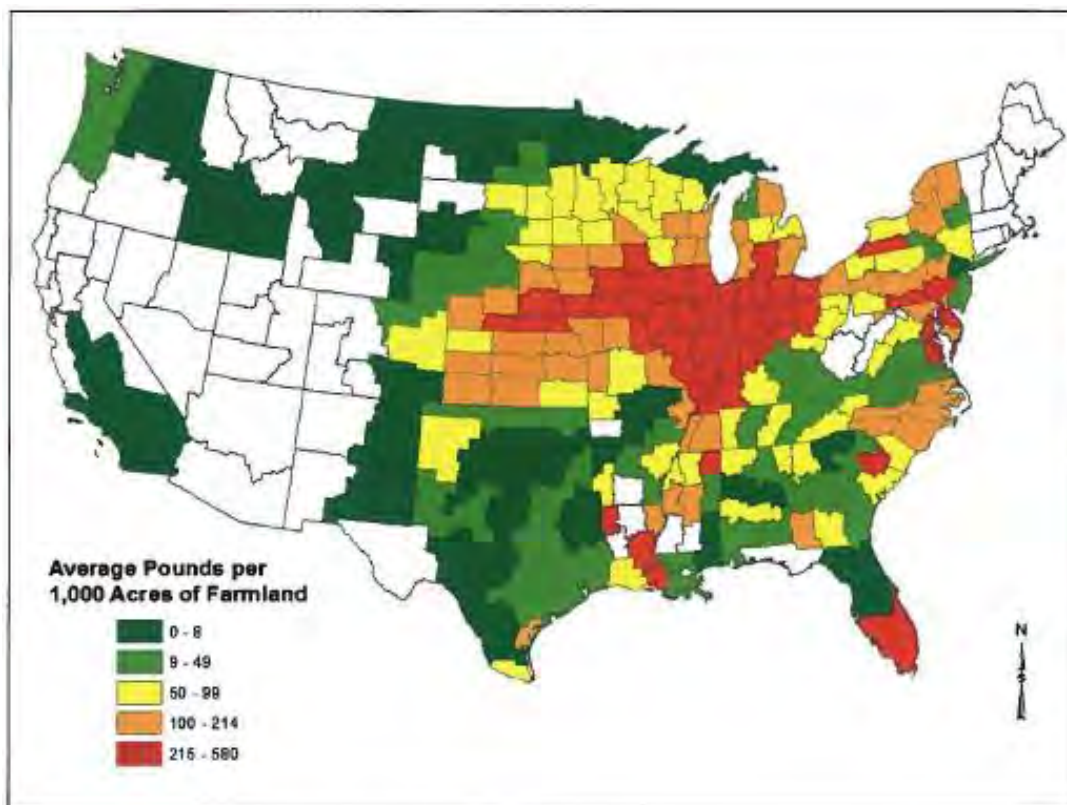 Average Pounds per
1,000 Acres of Farmland
0 - 8
9 - 49
50 - 99
100 - 214
215 - 580
N